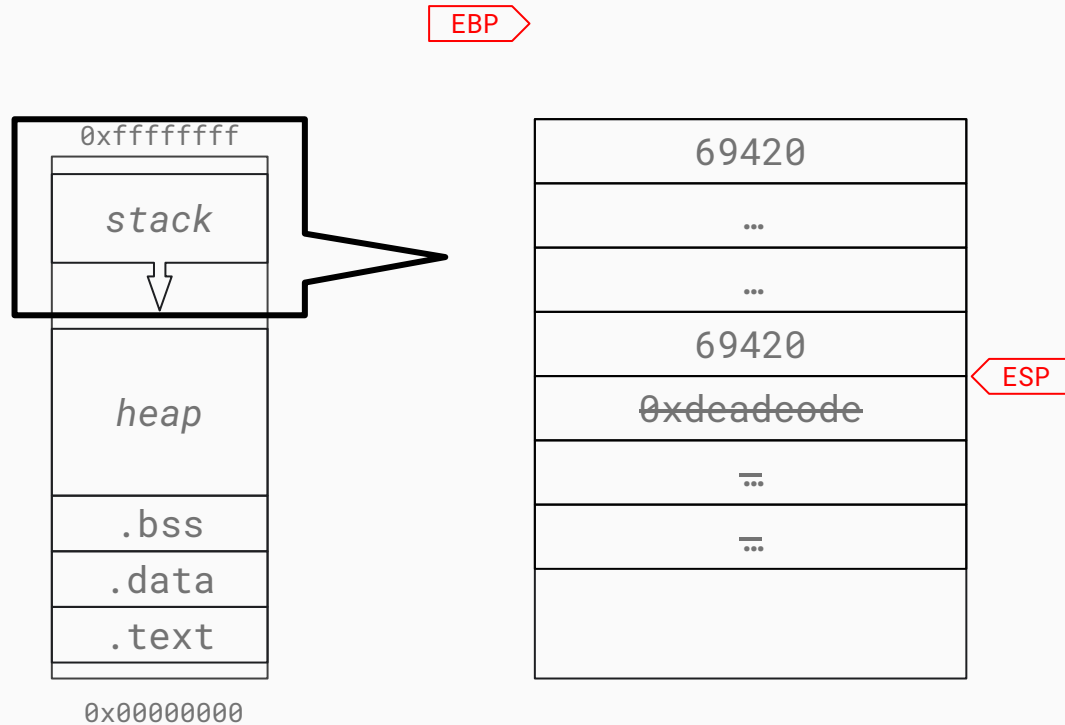 EBP
0xffffffff
stack
heap
.bss
.data
.text
0x00000000
69420
…
…
69420
ESP
0xdeadcode
…
…